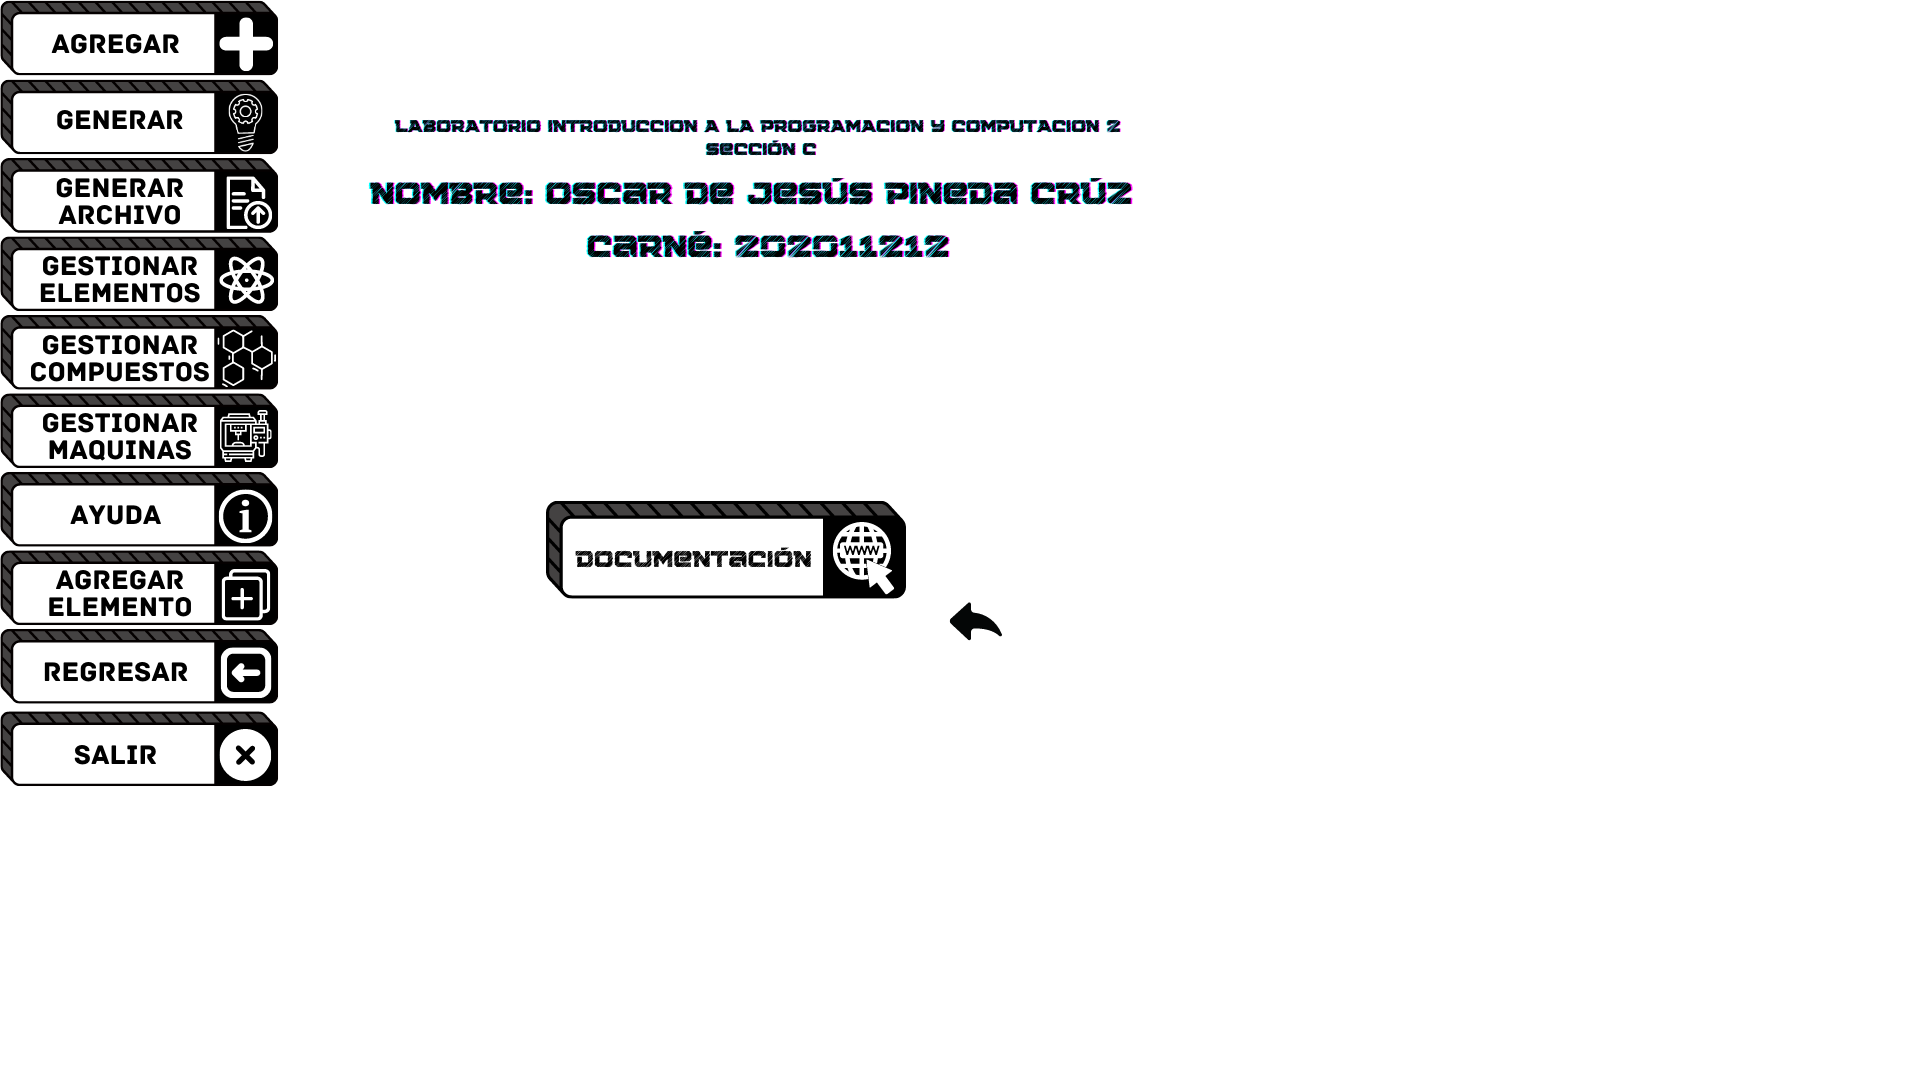 AGREGAR
GENERAR
GENERAR
ARCHIVO
GESTIONAR
ELEMENTOS
GESTIONAR
COMPUESTOS
GESTIONAR
MAQUINAS
AYUDA
AGREGAR
ELEMENTO
REGRESAR
SALIR
LABORATORIO INTRODUCCION A LA PROGRAMACION Y COMPUTACION 2
SECCIÓN C
NOMBRE: OSCAR DE JESÚS PINEDA CRÚZ
CARNÉ: 202011212
DOCUMENTACIÓN
WWW